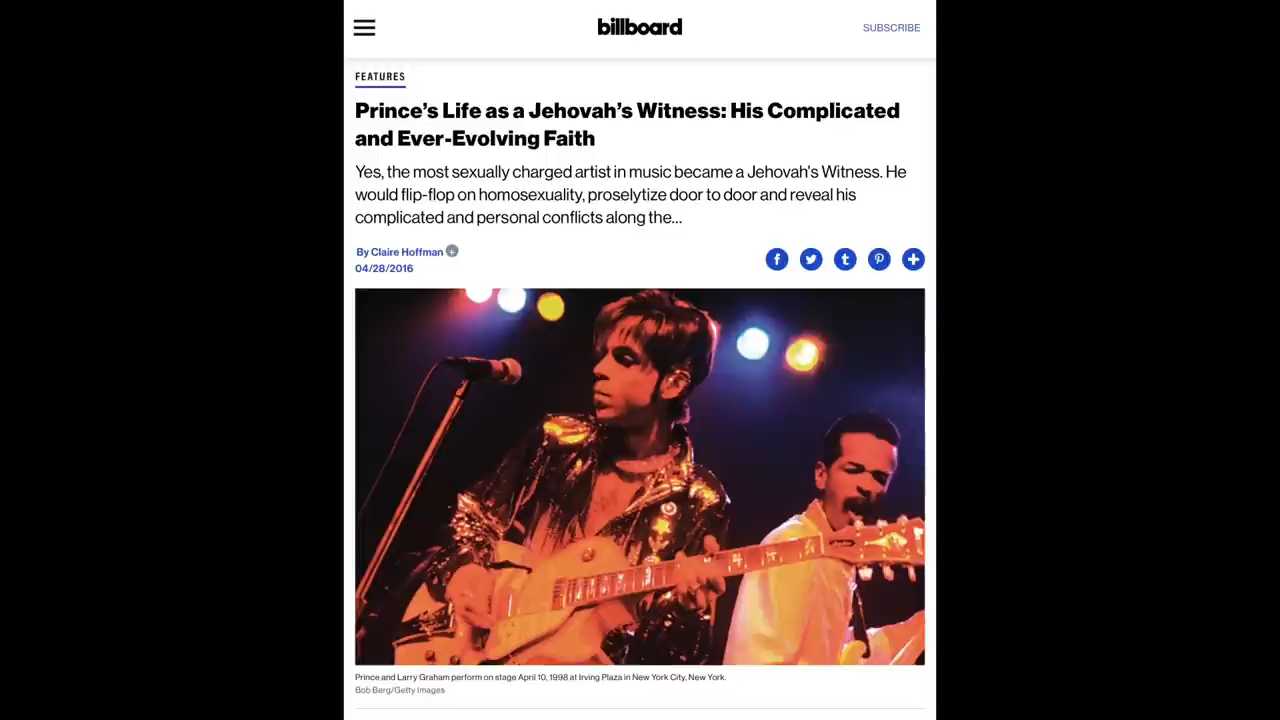 billboard
SUBSCRIBE
FEATURES
Prince’s Life as a Jehovah’s Witness: His Complicated
and Ever-Evolving Faith
Yes, the most sexually charged artist in music became a Jehovah's Witness. He
would flip-flop on homosexuality, proselytize door to door and reveal his
complicated and personal conflicts along the...
By Claire Hoffman
04/28/2016
Prince and Larry Graham perform on stage April 10, 1998 at Irving Plaza in New York City, New York.
Bob Berg/Getty Images